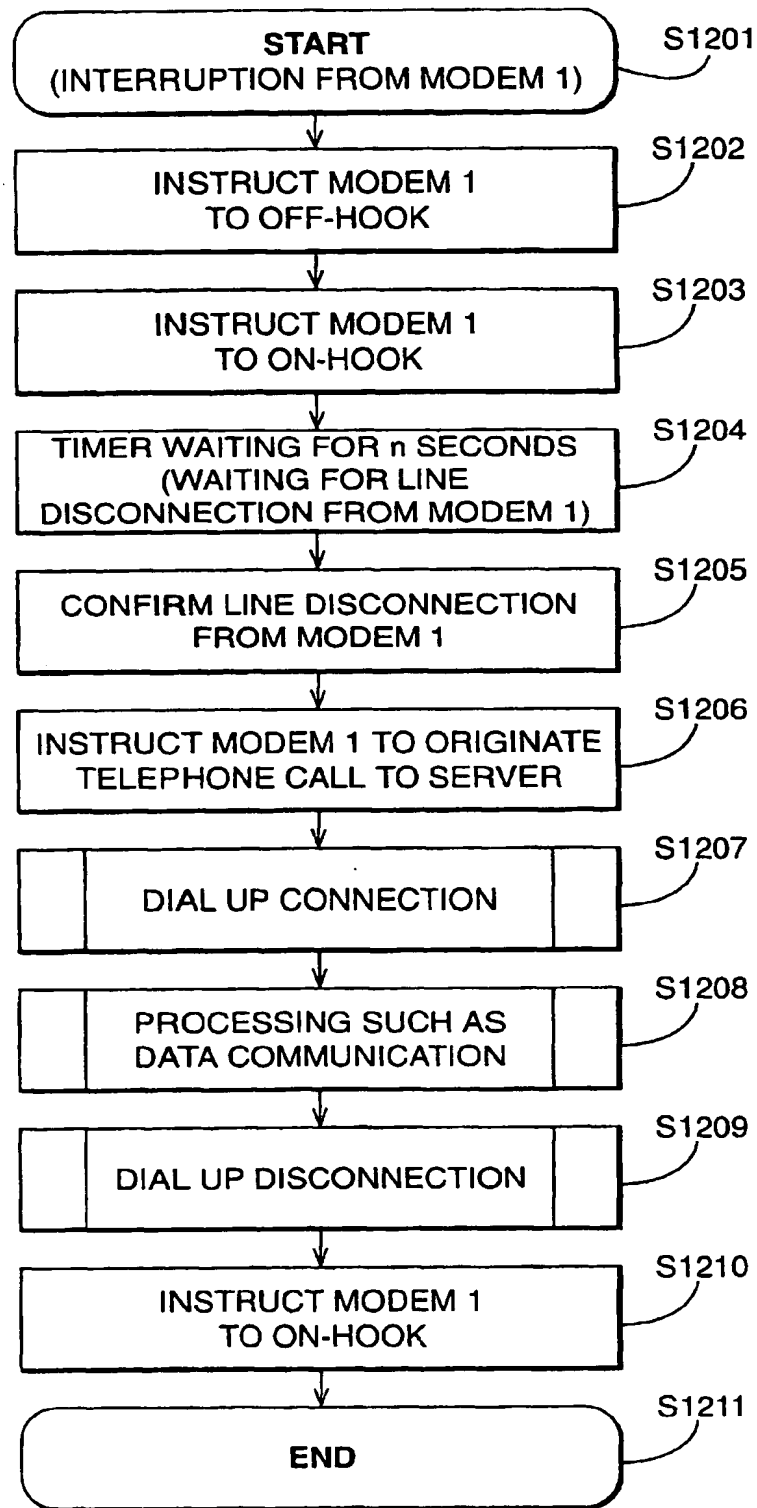 START
(INTERRUPTION FROM MODEM 1)
S1201
S1202
INSTRUCT MODEM 1
TO OFF-HOOK
S1203
INSTRUCT MODEM 1
TO ON-HOOK
S1204
TIMER WAITING FOR n SECONDS
(WAITING FOR LINE
DISCONNECTION FROM MODEM 1)
S1205
CONFIRM LINE DISCONNECTION
FROM MODEM 1
S1206
INSTRUCT MODEM 1 TO ORIGINATE
TELEPHONE CALL TO SERVER
S1207
DIAL UP CONNECTION
S1208
PROCESSING SUCH AS
DATA COMMUNICATION
S1209
DIAL UP DISCONNECTION
S1210
INSTRUCT MODEM 1
TO ON-HOOK
S1211
END